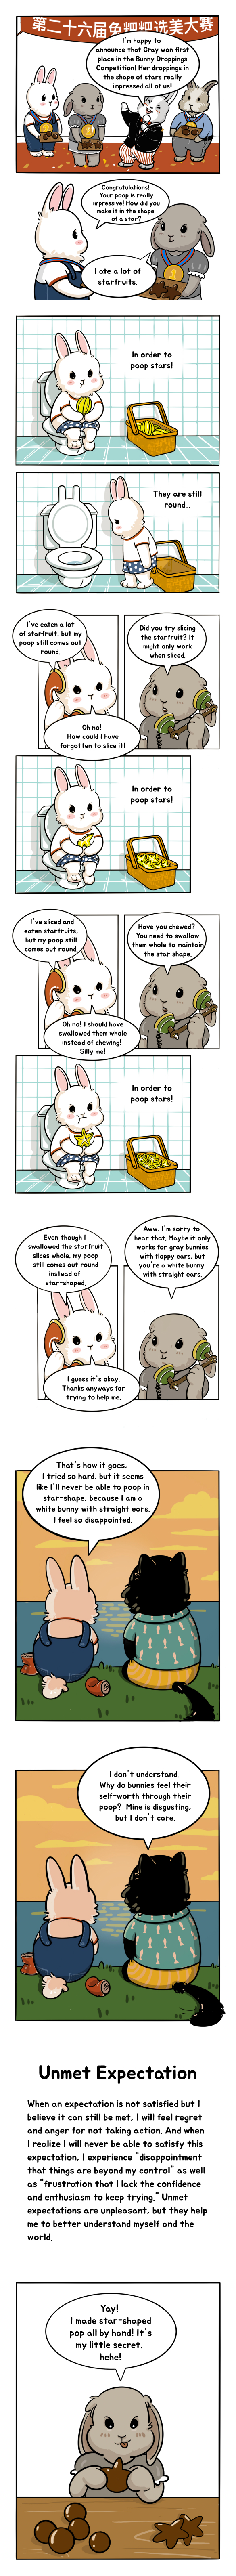 第二十六届兔粑粑选美大赛
I'm happy to
announce that Gray won first
place in the Bunny Droppings
Competition! Her droppings in
the shape of stars really
impressed all of us!
Congratulations!
Your poop is really
impressive! How did you
make it in the shape
of a star?
I ate a lot of
starfruits.
In order to
poop stars!
They are still
round...
I've eaten a lot
of starfruit, but my
poop still comes out
round.
Did you try slicing
the starfruit? It
might only work
when sliced.
Oh no!
How could I have
forgotten to slice it!
In order to
poop stars!
I've sliced and
eaten starfruits,
but my poop still
comes out round.
Have you chewed?
You need to swallow
them whole to maintain
the star shape.
Oh no! I should have
swallowed them whole
instead of chewing!
Silly me!
In order to
poop stars!
Even though I
swallowed the starfruit
slices whole, my poop
still comes out round
instead of
star-shaped.
Aww, I'm sorry to
hear that. Maybe it only
works for gray bunnies
with floppy ears, but
you're a white bunny
with straight ears.
I guess it's okay.
Thanks anyways for
trying to help me.
That's how it goes,
I tried so hard, but it seems
like I'll never be able to poop in
star-shape, because I am a
white bunny with straight ears.
I feel so disappointed.
I don't understand.
Why do bunnies feel their
self-worth through their
poop? Mine is disgusting,
but I don't care.
Unmet Expectation
When an expectation is not satisfied but I
believe it can still be met, I will feel regret
and anger for not taking action. And when
I realize I will never be able to satisfy this
expectation, I experience "disappointment
that things are beyond my control" as well
as "frustration that I lack the confidence
and enthusiasm to keep trying." Unmet
expectations are unpleasant, but they help
me to better understand myself and the
world.
Yay!
I made star-shaped
pop all by hand! It's
my little secret,
hehe!